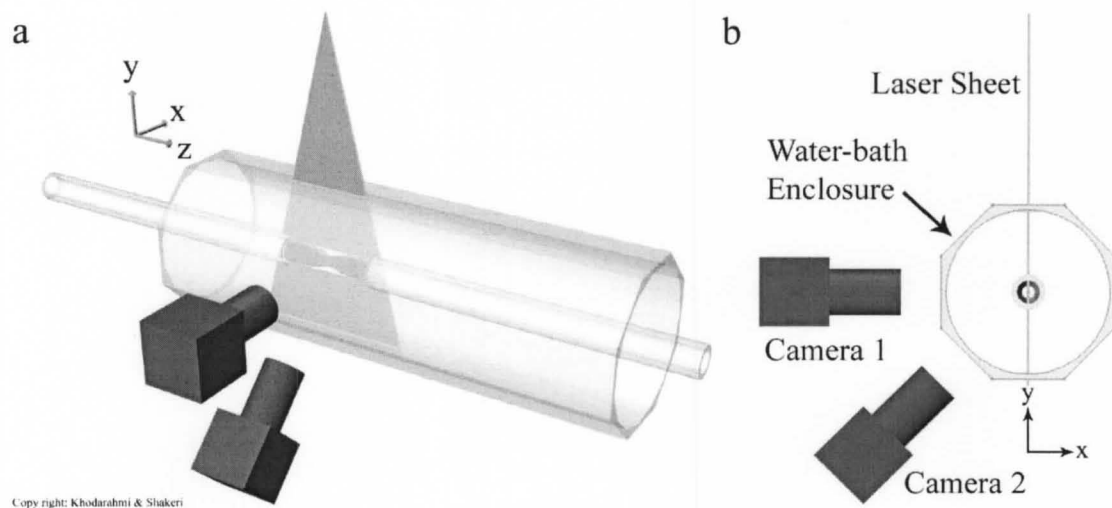 a
y
x
z
Copy right: Khodarahmi & Shakeri
b
Laser Sheet
Water-bath
Enclosure
Camera 1
y
x
Camera 2